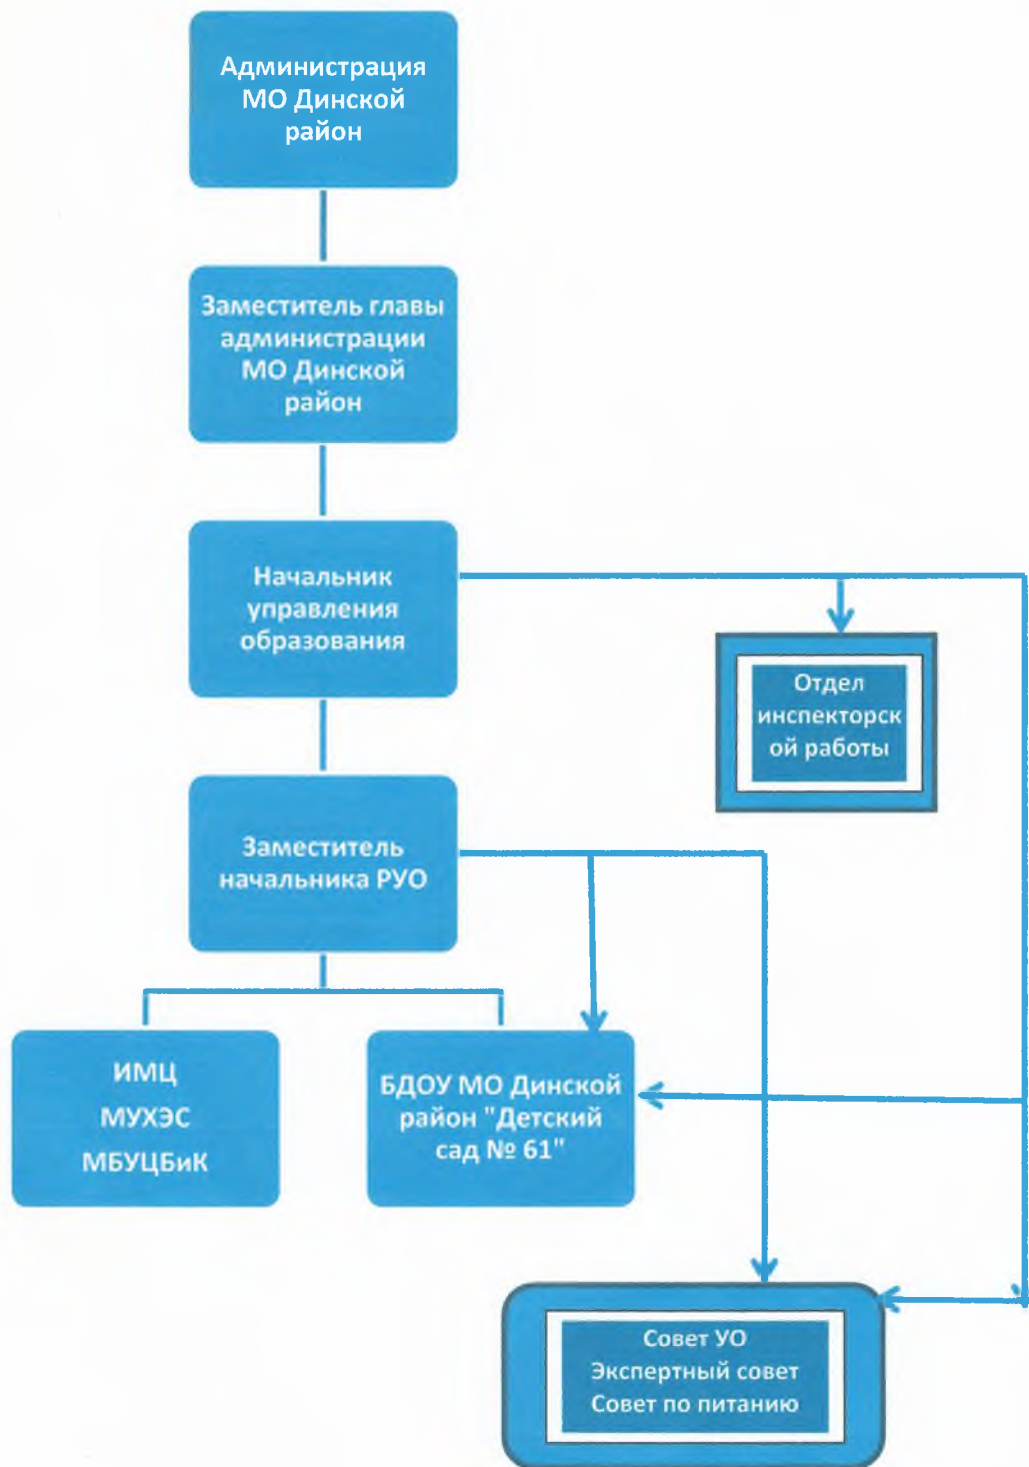 Администрация
МО Динской
район
Заместитель главы
администрации
МО Динской
район
Начальник
управления
образования
Отдел
инспекторск
ой работы
Заместитель
начальника РУО
ИМЦ
МУХЭС
МБУЦБиК
БДОУ МО Динской
район "Детский
сад № 61"
Совет УО
Экспертный совет
Совет по питанию